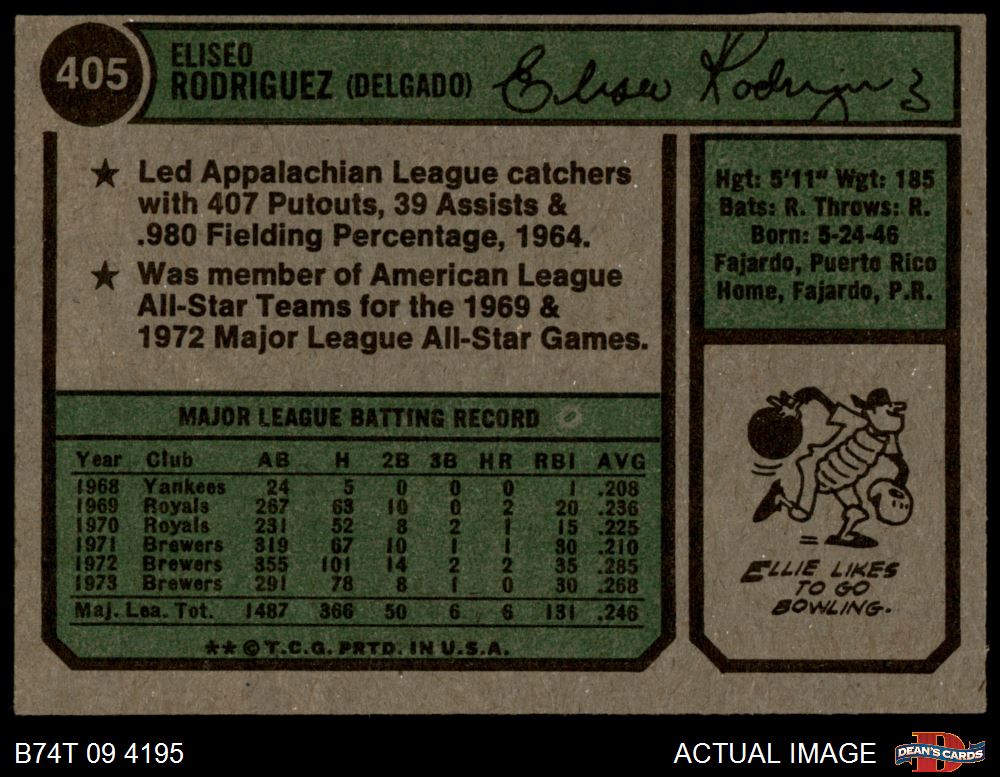 405
ELISEO
RODRIGUEZ (DELGADO)
Eliseo Rodriguez
★ Led Appalachian League catchers
with 407 Putouts, 39 Assists &
.980 Fielding Percentage, 1964.
★ Was member of American League
All-Star Teams for the 1969 &
1972 Major League All-Star Games.
Hgt: 5'11" Wgt: 185
Bats: R. Throws: R.
Born: 5-24-46
Fajardo, Puerto Rico
Home, Fajardo, P.R.
MAJOR LEAGUE BATTING RECORD
Year Club AB H 2B 3B HR RBI AVG
1968 Yankees 24 5 0 0 0 1 .208
1969 Royals 267 63 10 0 2 20 .236
1970 Royals 231 52 8 2 1 15 .225
1971 Brewers 319 67 10 1 1 30 .210
1972 Brewers 355 101 14 2 2 35 .285
1973 Brewers 291 78 8 1 0 30 .268
Maj. Lea. Tot. 1487 366 50 6 6 131 .246
** © T.C.G. PRTD. IN U.S.A.
ELLIE LIKES
TO GO
BOWLING.
B74T 09 4195
ACTUAL IMAGE
D
DEAN'S CARDS